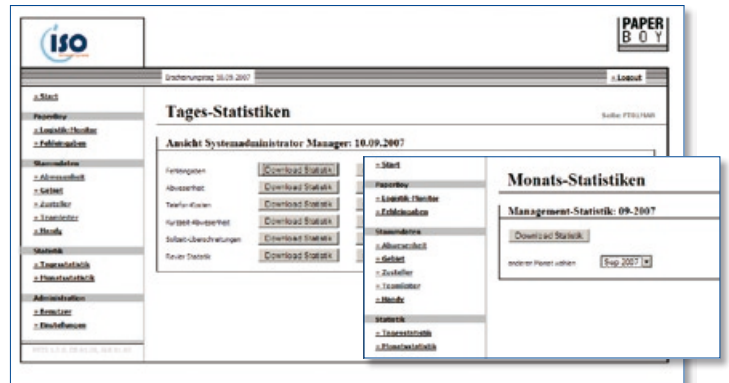 iso
PAPER
BOY
Erscheinungstag 10.09.2007
» Logout
» Start
PaperBoy
» Logistik-Monitor
» Fehleingaben
Stammdaten
» Abwesenheit
» Gebiet
» Zusteller
» Teamleiter
» Handy
Statistik
» Tagesstatistik
» Monatsstatistik
Administration
» Benutzer
» Einstellungen
Tages-Statistiken
Seite:
Ansicht Systemadministrator Manager: 10.09.2007
Download Statistik
Abwesenheit
Download Statistik
Telefon-Kosten
Download Statistik
Kurzzeit-Abwesenheit
Download Statistik
Sollzeit-Überschreitungen
Download Statistik
Revier Statistik
Download Statistik
» Start
PaperBoy
» Logistik-Monitor
» Fehleingaben
Stammdaten
» Abwesenheit
» Gebiet
» Zusteller
» Teamleiter
» Handy
Statistik
» Tagesstatistik
» Monatsstatistik
Monats-Statistiken
Management-Statistik: 09-2007
Download Statistik
anderen Monat wählen
Sep 2007